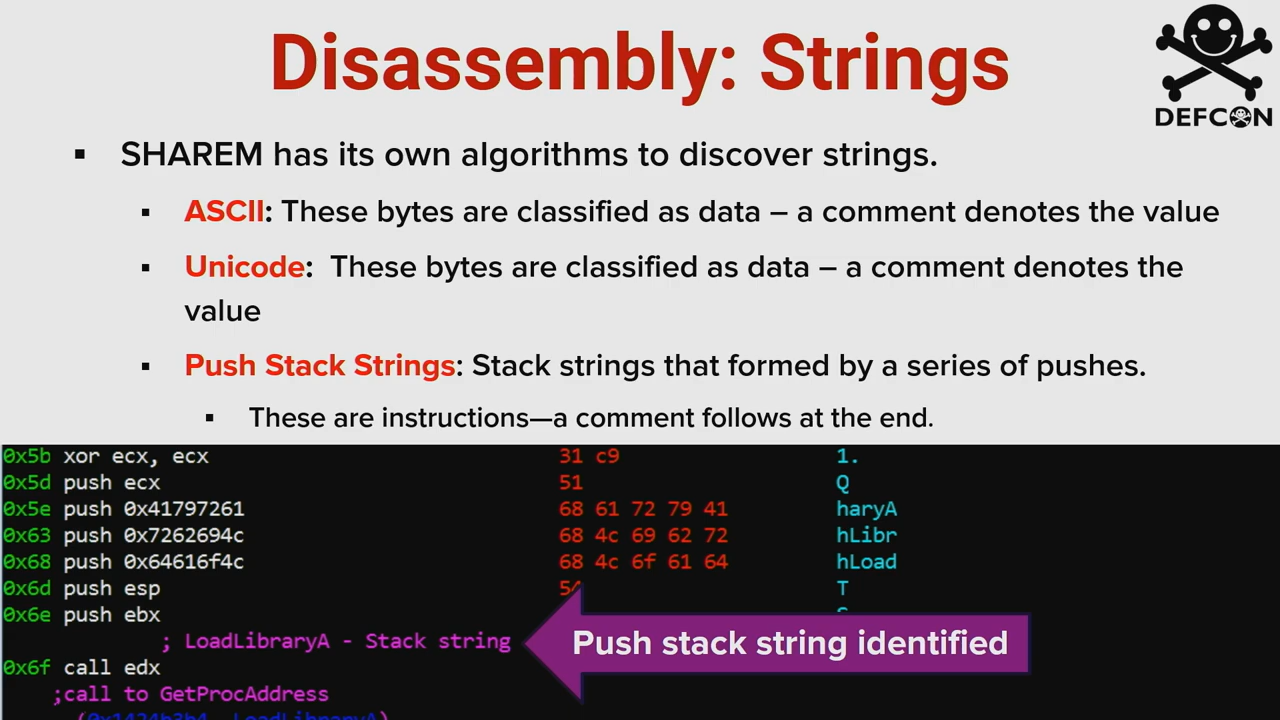 Disassembly: Strings
DEFCON
▪ SHAREM has its own algorithms to discover strings.
▪ ASCII: These bytes are classified as data – a comment denotes the value
▪ Unicode: These bytes are classified as data – a comment denotes the
value
▪ Push Stack Strings: Stack strings that formed by a series of pushes.
▪ These are instructions—a comment follows at the end.
0x5b xor ecx, ecx 31 c9 1.
0x5d push ecx 51 Q
0x5e push 0x41797261 68 61 72 79 41 haryA
0x63 push 0x7262694c 68 4c 69 62 72 hLibr
0x68 push 0x64616f4c 68 4c 6f 61 64 hLoad
0x6d push esp 54 T
0x6e push ebx
; LoadLibraryA - Stack string
Push stack string identified
0x6f call edx
;call to GetProcAddress